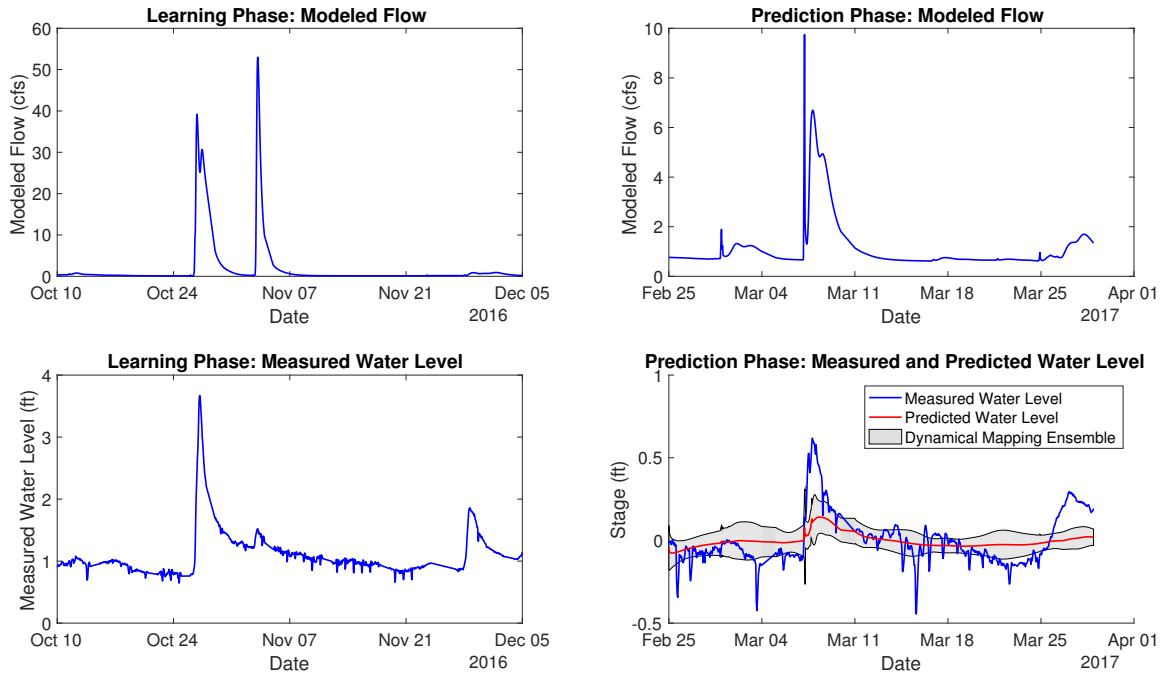 Learning Phase: Modeled Flow
Modeled Flow (cfs)
60
50
40
30
20
10
0
Oct 10
Oct 24
Nov 07
Nov 21
Dec 05
Date
2016
Prediction Phase: Modeled Flow
Modeled Flow (cfs)
10
8
6
4
2
0
Feb 25
Mar 04
Mar 11
Mar 18
Mar 25
Apr 01
Date
2017
Learning Phase: Measured Water Level
Measured Water Level (ft)
4
3
2
1
0
Oct 10
Oct 24
Nov 07
Nov 21
Dec 05
Date
2016
Prediction Phase: Measured and Predicted Water Level
Stage (ft)
1
0.5
0
-0.5
Measured Water Level
Predicted Water Level
Dynamical Mapping Ensemble
Feb 25
Mar 04
Mar 11
Mar 18
Mar 25
Apr 01
Date
2017